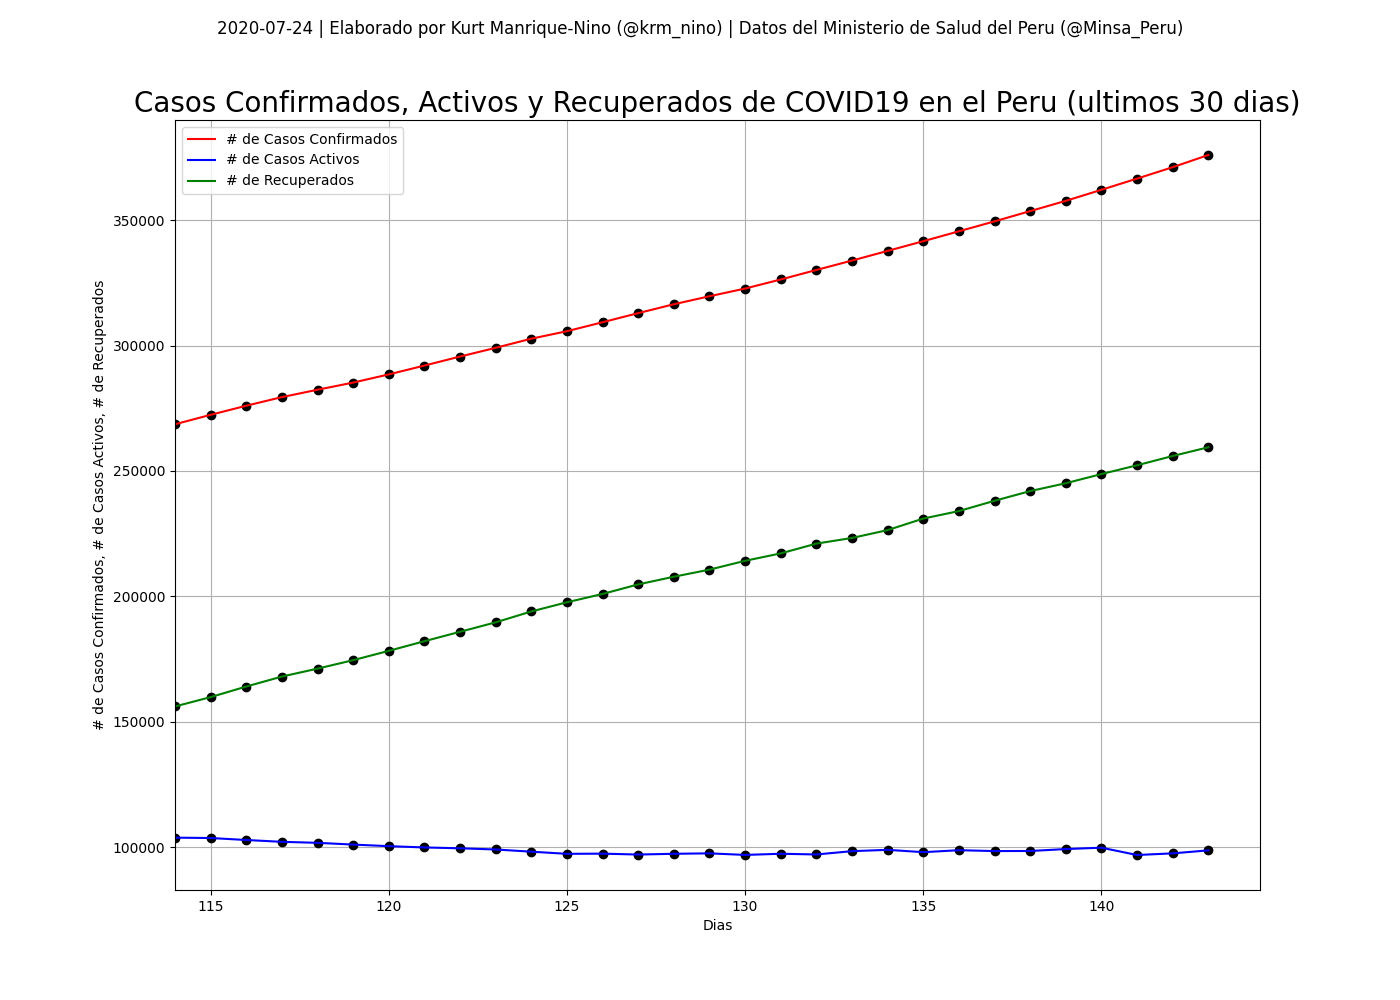 2020-07-24 | Elaborado por Kurt Manrique-Nino (@krm_nino) | Datos del Ministerio de Salud del Peru (@Minsa_Peru)
Casos Confirmados, Activos y Recuperados de COVID19 en el Peru (ultimos 30 dias)
# de Casos Confirmados
# de Casos Activos
# de Recuperados
# de Casos Confirmados, # de Casos Activos, # de Recuperados
350000
300000
250000
200000
150000
100000
115 120 125 130 135 140
Dias